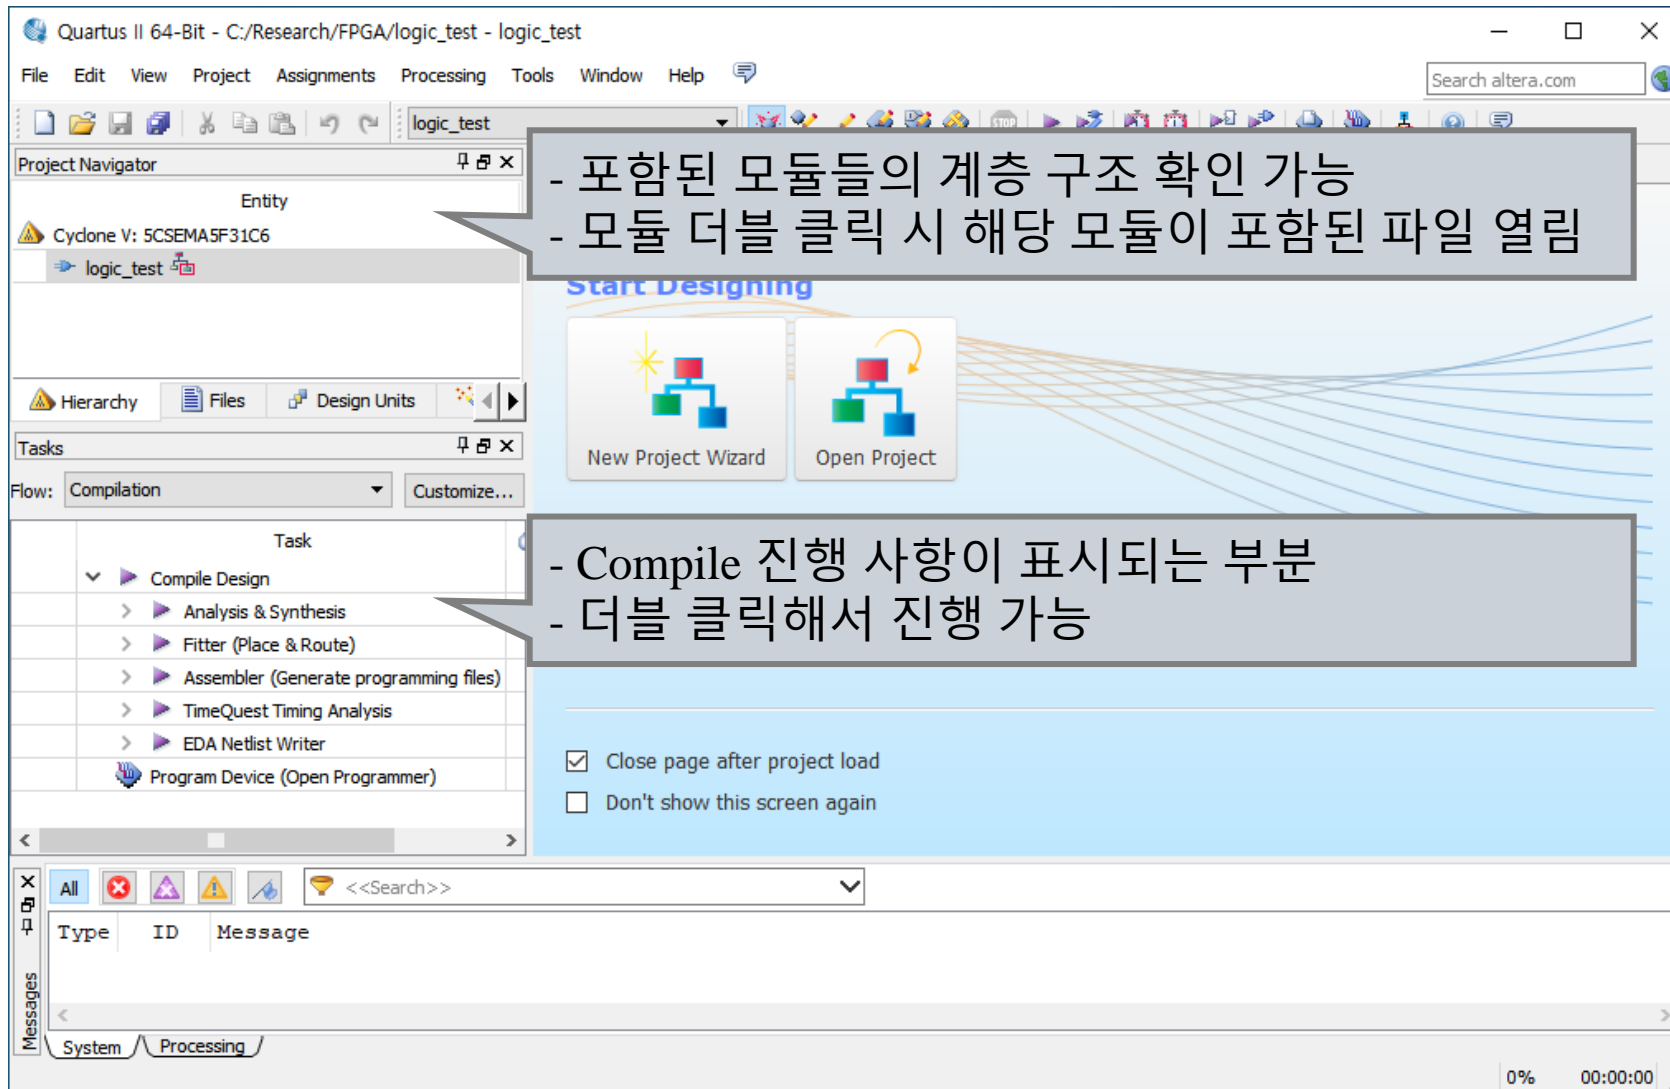 Quartus II 64-Bit - C:/Research/FPGA/logic_test - logic_test
File Edit View Project Assignments Processing Tools Window Help
Search altera.com
logic_test
Project Navigator
Entity
Cyclone V: 5CSEMA5F31C6
logic_test
- 포함된 모듈들의 계층 구조 확인 가능
- 모듈 더블 클릭 시 해당 모듈이 포함된 파일 열림
Start Designing
New Project Wizard
Open Project
Hierarchy Files Design Units
Tasks
Flow: Compilation Customize...
Task
Compile Design
Analysis & Synthesis
Fitter (Place & Route)
Assembler (Generate programming files)
TimeQuest Timing Analysis
EDA Netlist Writer
Program Device (Open Programmer)
- Compile 진행 사항이 표시되는 부분
- 더블 클릭해서 진행 가능
Close page after project load
Don't show this screen again
All <<Search>>
Type ID Message
Messages
System Processing
0% 00:00:00